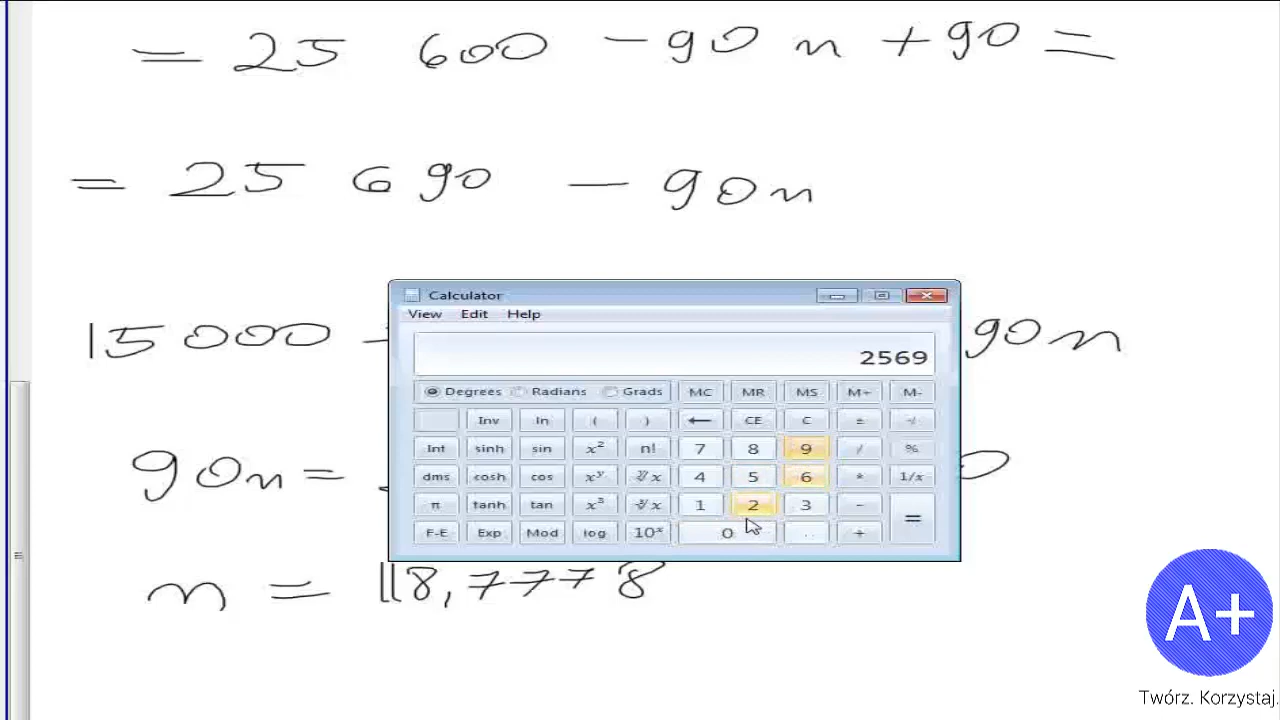 = 25 600 - 90 n + 90 =
= 25 690 - 90n
15 000 = 90n
Calculator
View Edit Help
2569
Degrees Radians Grads MC MR MS M+ M-
Inv ln ( ) ← CE C ± √
Int sinh sin x² n! 7 8 9 / %
dms cosh cos xʸ ʸ√x 4 5 6 * 1/x
π tanh tan x³ ³√x 1 2 3 - =
F-E Exp Mod log 10ˣ 0 . +
90n = 0
n = 118,7778
A+
Twórz. Korzystaj.